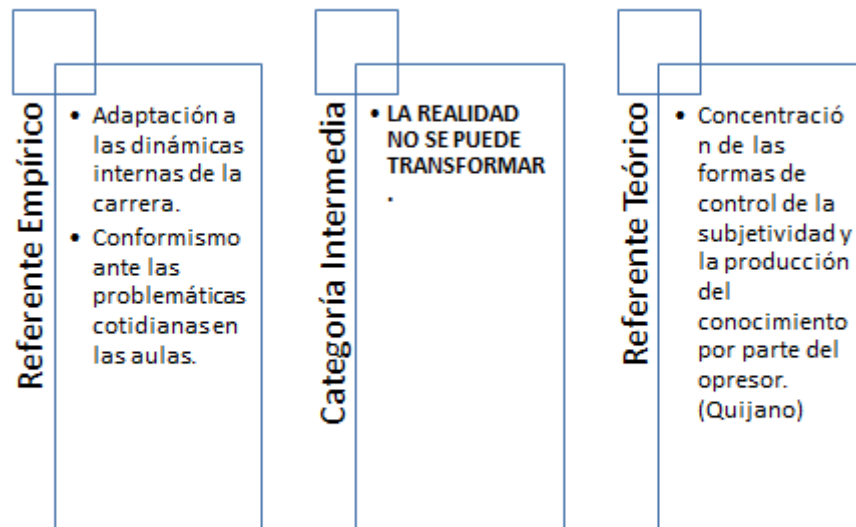 Referente Empírico
• Adaptación a
las dinámicas
internas de la
carrera.
• Conformismo
ante las
problemáticas
cotidianas en
las aulas.
Categoría Intermedia
• LA REALIDAD
NO SE PUEDE
TRANSFORMAR
.
Referente Teórico
• Concentració
n de las
formas de
control de la
subjetividad y
la producción
del
conocimiento
por parte del
opresor.
(Quijano)